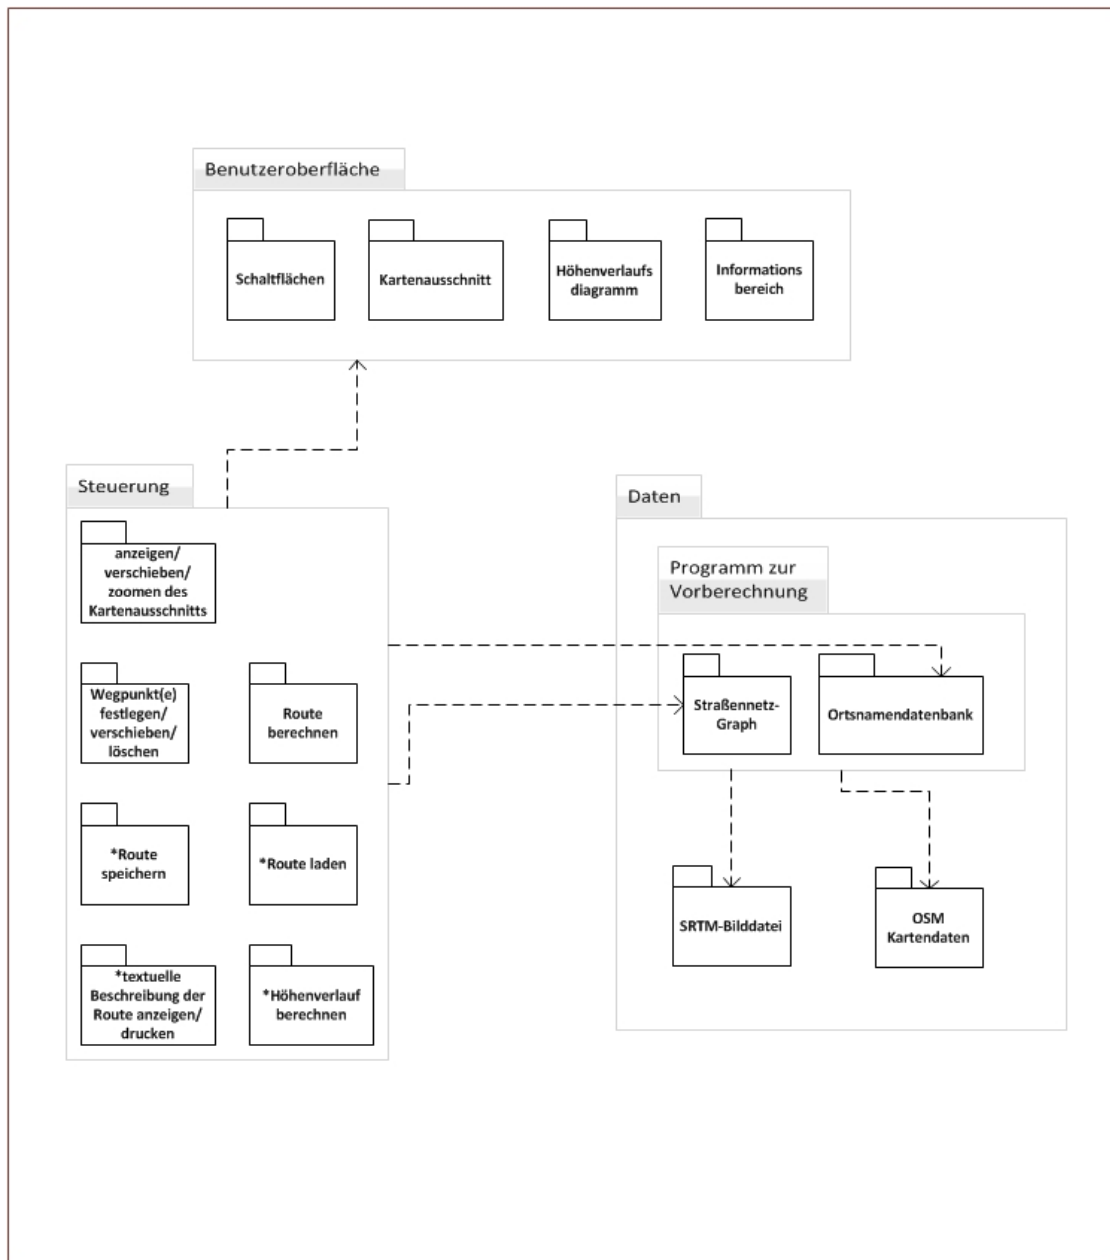 Benutzeroberfläche
Schaltflächen
Kartenausschnitt
Höhenverlaufs
diagramm
Informations
bereich
Steuerung
anzeigen/
verschieben/
zoomen des
Kartenausschnitts
Wegpunkt(e)
festlegen/
verschieben/
löschen
Route
berechnen
*Route
speichern
*Route laden
*textuelle
Beschreibung der
Route anzeigen/
drucken
*Höhenverlauf
berechnen
Daten
Programm zur
Vorberechnung
Straßennetz-
Graph
Ortsnamendatenbank
SRTM-Bilddatei
OSM
Kartendaten